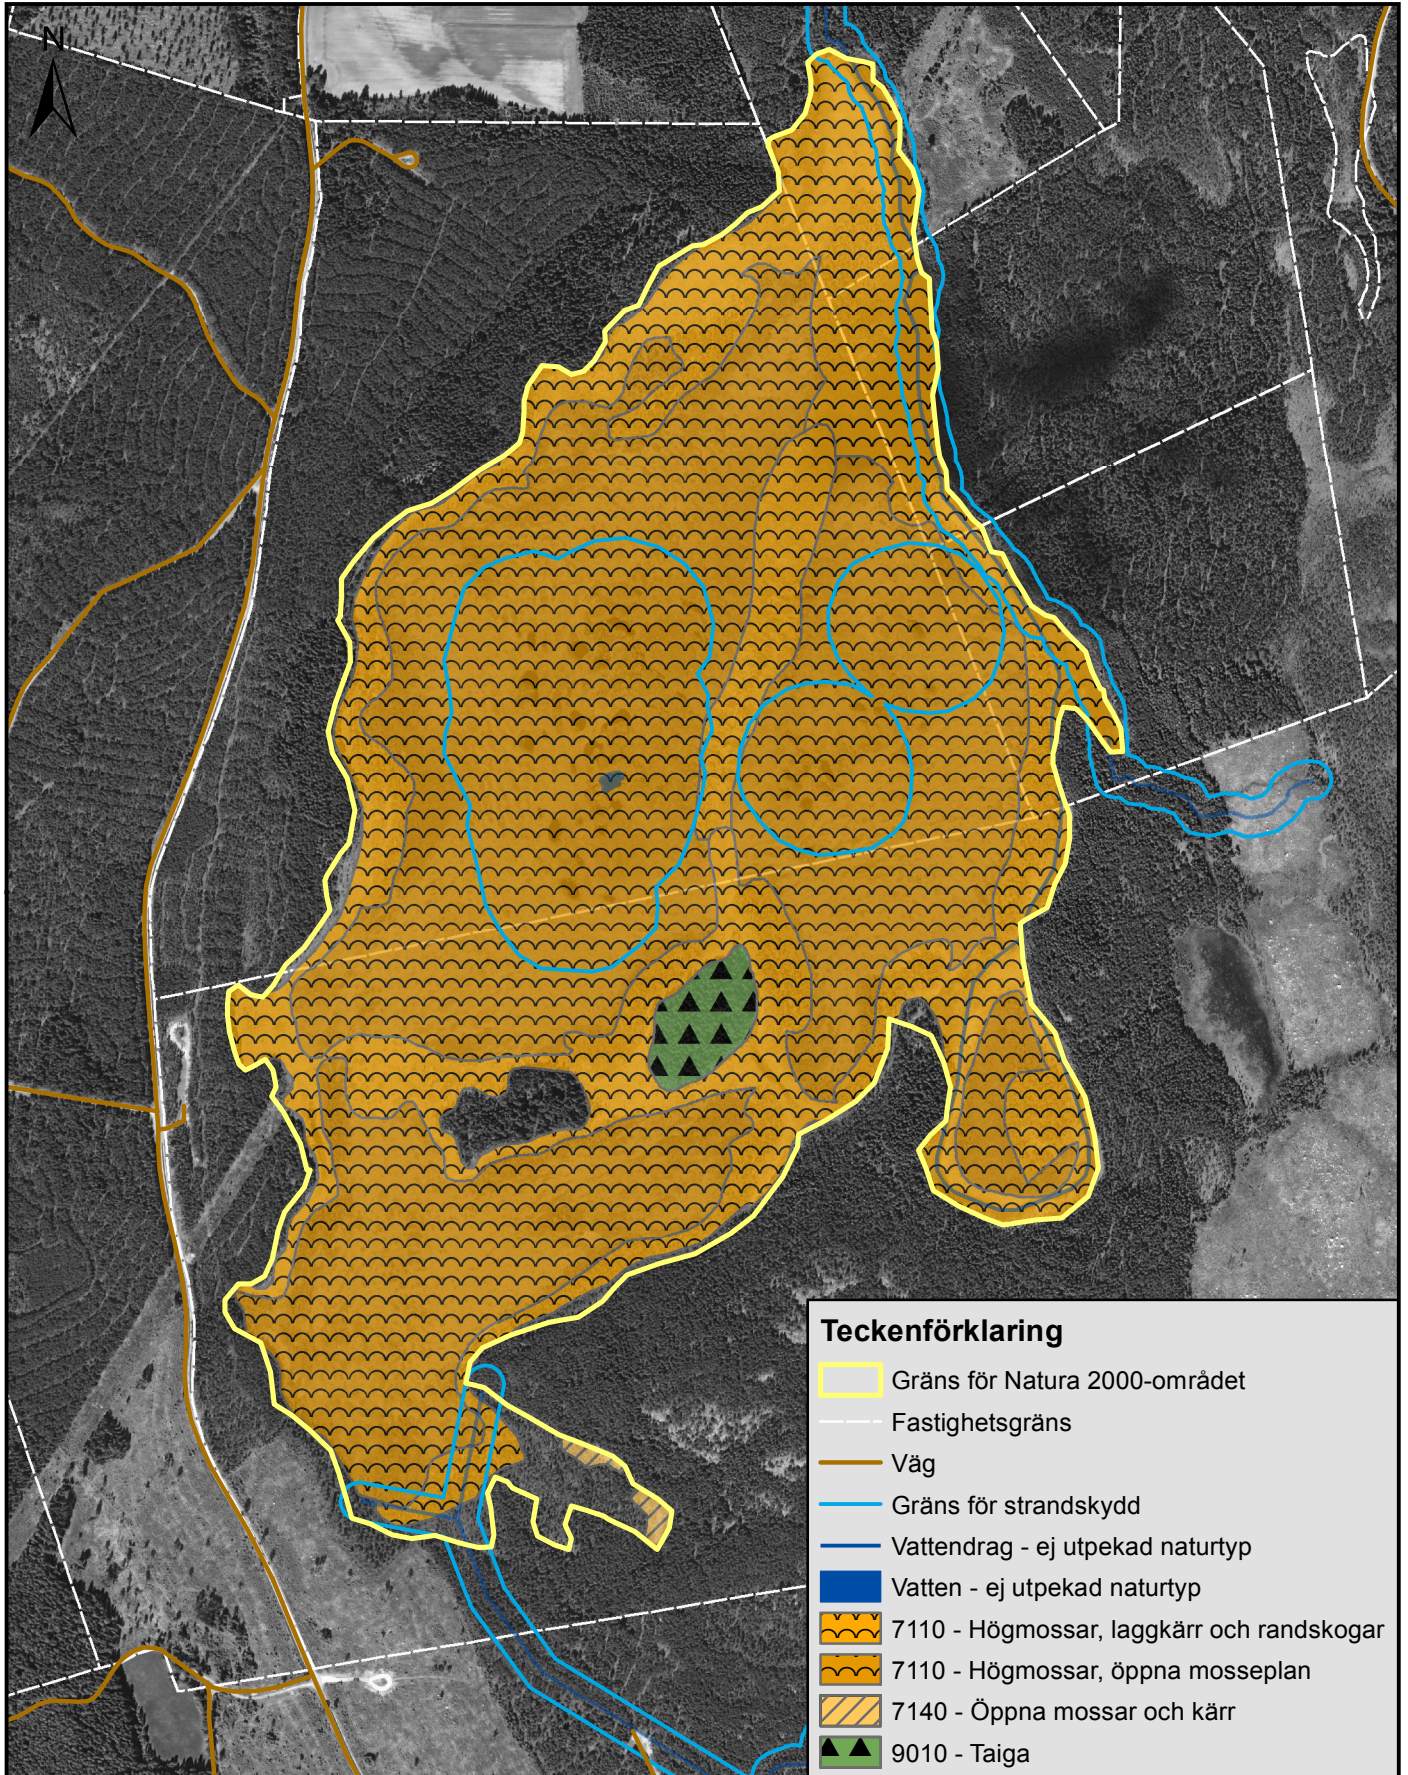 N
Teckenförklaring
Gräns för Natura 2000-området
Fastighetsgräns
Väg
Gräns för strandskydd
Vattendrag - ej utpekad naturtyp
Vatten - ej utpekad naturtyp
7110 - Högmossar, laggkärr och randskogar
7110 - Högmossar, öppna mosseplan
7140 - Öppna mossar och kärr
9010 - Taiga